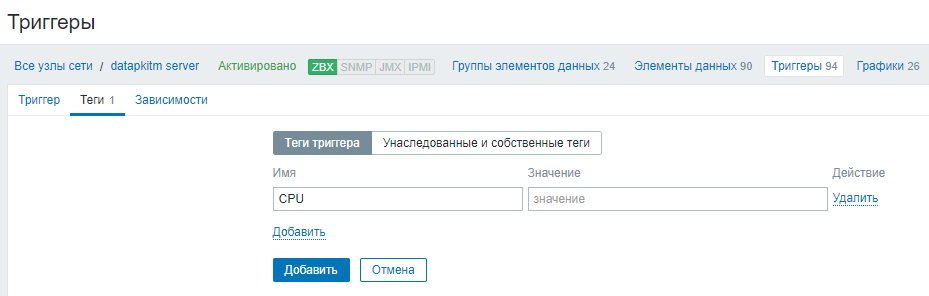 Триггеры
Все узлы сети / datapkitm server Активировано ZBX SNMP JMX IPMI Группы элементов данных 24 Элементы данных 90 Триггеры 94 Графики 26
Триггер Теги 1 Зависимости
Теги триггера Унаследованные и собственные теги
Имя Значение Действие
CPU значение Удалить
Добавить
Добавить Отмена